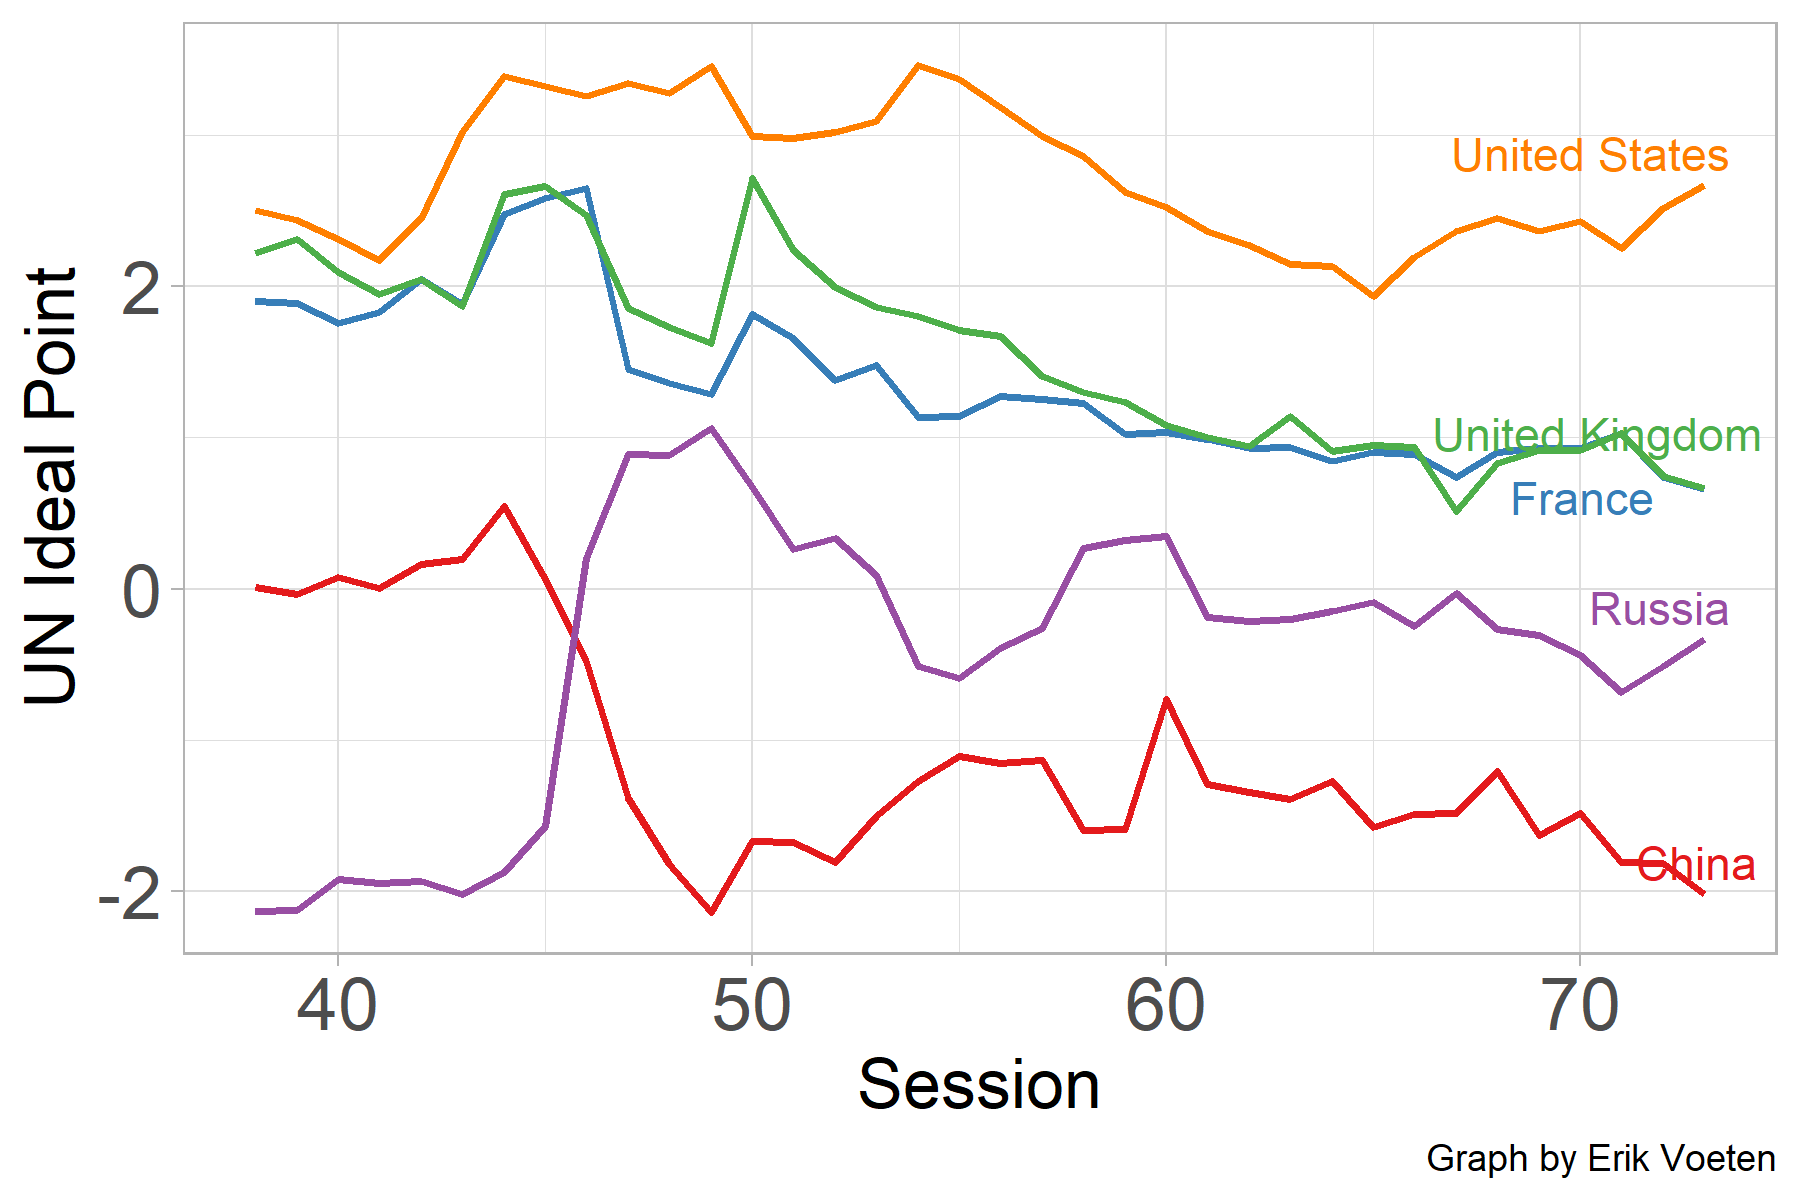 UN Ideal Point
2
0
-2
United States
United Kingdom
France
Russia
China
40 50 60 70
Session
Graph by Erik Voeten